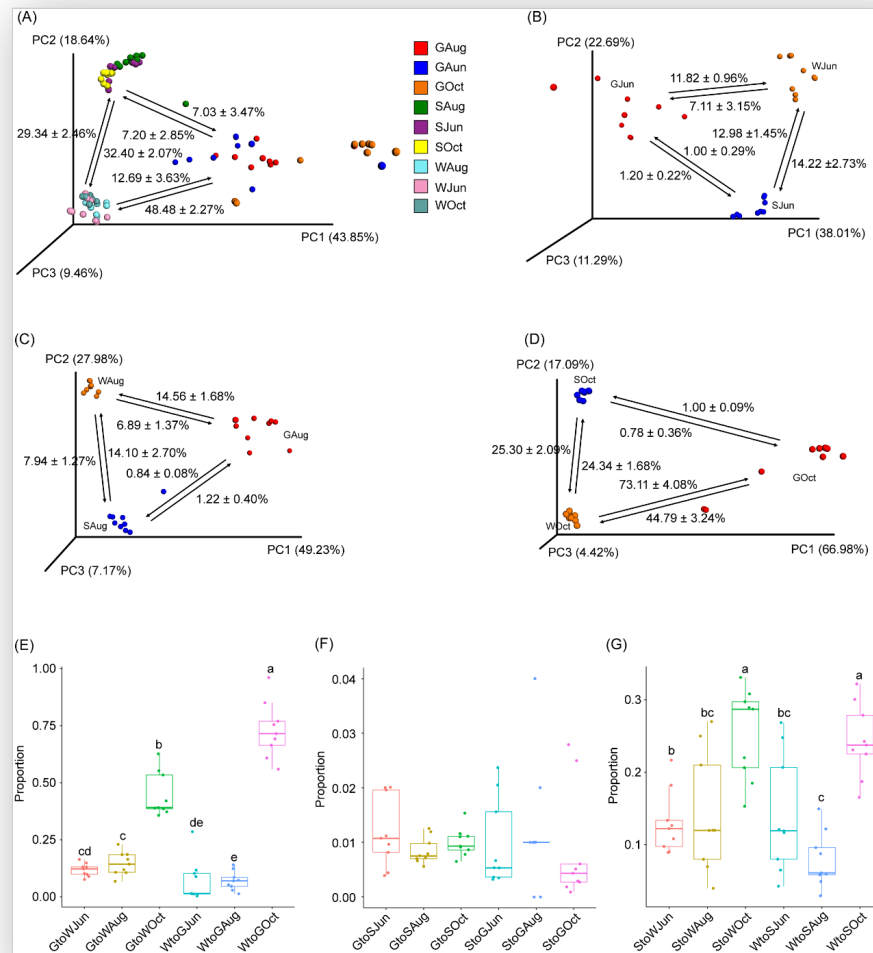 (A)
PC2 (18.64%)
7.03 ± 3.47%
29.34 ± 2.46%
7.20 ± 2.85%
32.40 ± 2.07%
12.69 ± 3.63%
48.48 ± 2.27%
PC1 (43.85%)
PC3 (9.46%)
GAug
GAun
GOct
SAug
SJun
SOct
WAug
WJun
WOct
(B)
PC2 (22.69%)
GJun
11.82 ± 0.96%
WJun
7.11 ± 3.15%
12.98 ±1.45%
1.00 ± 0.29%
14.22 ±2.73%
1.20 ± 0.22%
SJun
PC1 (38.01%)
PC3 (11.29%)
(C)
PC2 (27.98%)
WAug
14.56 ± 1.68%
6.89 ± 1.37%
GAug
7.94 ± 1.27%
14.10 ± 2.70%
0.84 ± 0.08%
1.22 ± 0.40%
SAug
PC1 (49.23%)
PC3 (7.17%)
(D)
PC2 (17.09%)
SOct
1.00 ± 0.09%
0.78 ± 0.36%
25.30 ± 2.09%
24.34 ± 1.68%
73.11 ± 4.08%
GOct
44.79 ± 3.24%
WOct
PC3 (4.42%)
PC1 (66.98%)
(E)
Proportion
1.00
0.75
0.50
0.25
0.00
cd
c
b
de
e
a
GtoWJun
GtoWAug
GtoWOct
WtoGJun
WtoGAug
WtoGOct
(F)
Proportion
0.04
0.03
0.02
0.01
0.00
GtoSJun
GtoSAug
GtoSOct
StoGJun
StoGAug
StoGOct
(G)
Proportion
0.3
0.2
0.1
b
bc
a
bc
c
a
StoWJun
StoWAug
StoWOct
WtoSJun
WtoSAug
WtoSOct